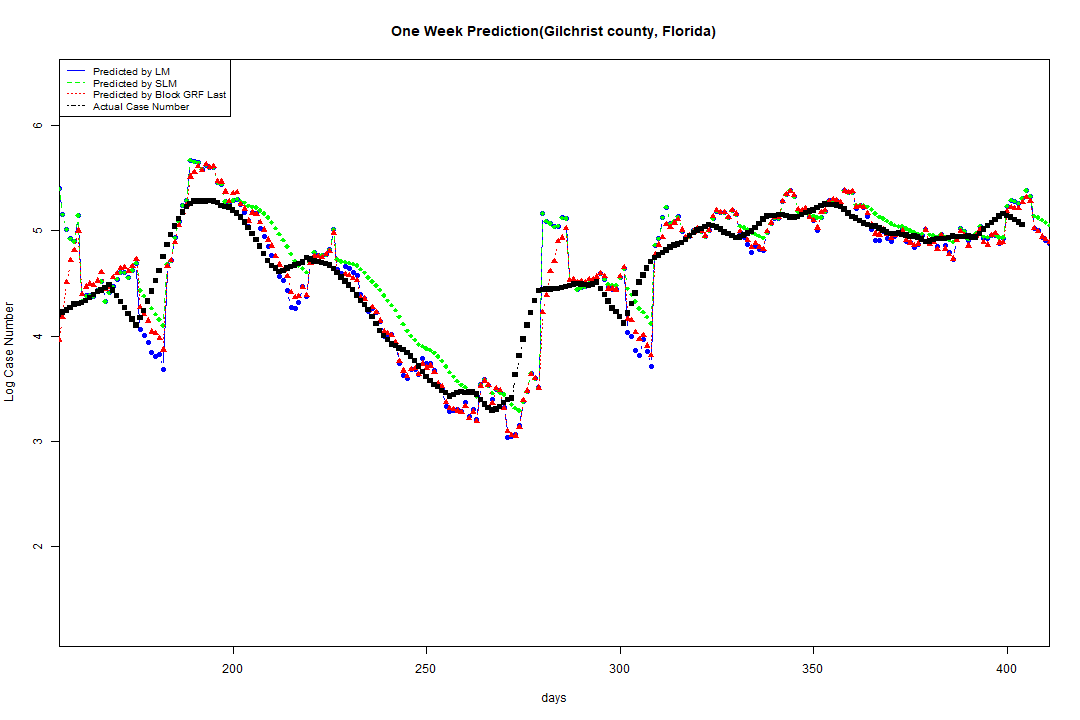 One Week Prediction(Gilchrist county, Florida)
Predicted by LM
Predicted by SLM
Predicted by Block GRF Last
Actual Case Number
6
5
4
3
2
Log Case Number
200 250 300 350 400
days